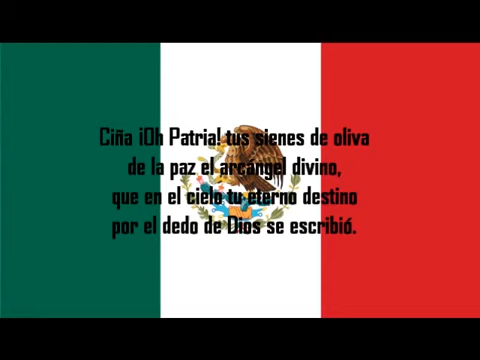 Ciña ¡Oh Patria! tus sienes de oliva
de la paz el arcángel divino,
que en el cielo tu eterno destino
por el dedo de Dios se escribió.